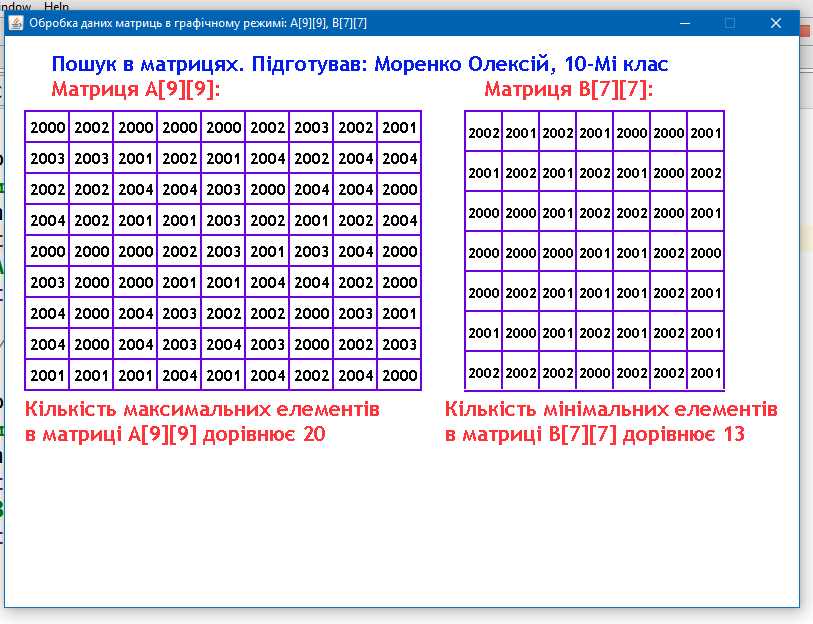 Help
Обробка даних матриць в графічному режимі: A[9][9], B[7][7]
Пошук в матрицях. Підготував: Моренко Олексій, 10-Мі клас
Матриця A[9][9]:
Матриця B[7][7]:
2000 2002 2000 2000 2000 2002 2003 2002 2001
2003 2003 2001 2002 2001 2004 2002 2004 2004
2002 2002 2004 2004 2003 2000 2004 2004 2000
2004 2002 2001 2001 2003 2002 2001 2002 2004
2000 2000 2000 2002 2003 2001 2003 2004 2000
2003 2000 2000 2001 2001 2004 2004 2002 2000
2004 2000 2004 2003 2002 2002 2000 2003 2001
2004 2000 2004 2003 2004 2003 2000 2002 2003
2001 2001 2001 2004 2001 2004 2002 2004 2000
2002 2001 2002 2001 2000 2000 2001
2001 2002 2001 2002 2001 2000 2002
2000 2000 2001 2002 2002 2000 2001
2000 2000 2000 2001 2001 2002 2000
2000 2002 2001 2001 2001 2002 2001
2001 2000 2001 2002 2001 2002 2001
2002 2002 2002 2000 2002 2002 2001
Кількість максимальних елементів
в матриці A[9][9] дорівнює 20
Кількість мінімальних елементів
в матриці B[7][7] дорівнює 13